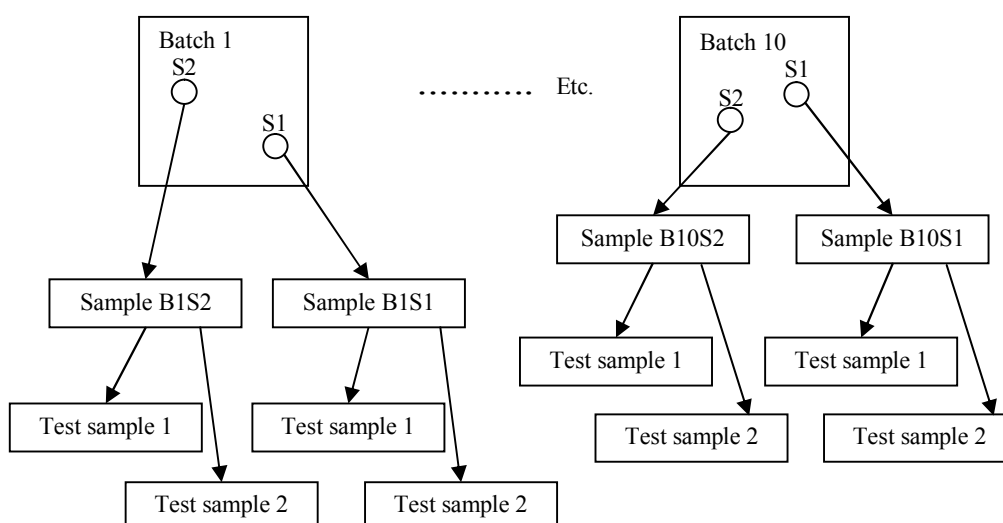 Batch 1
S2
S1
........... Etc.
Batch 10
S1
S2
Sample B10S2
Sample B10S1
Sample B1S2
Sample B1S1
Test sample 1
Test sample 1
Test sample 1
Test sample 1
Test sample 2
Test sample 2
Test sample 2
Test sample 2